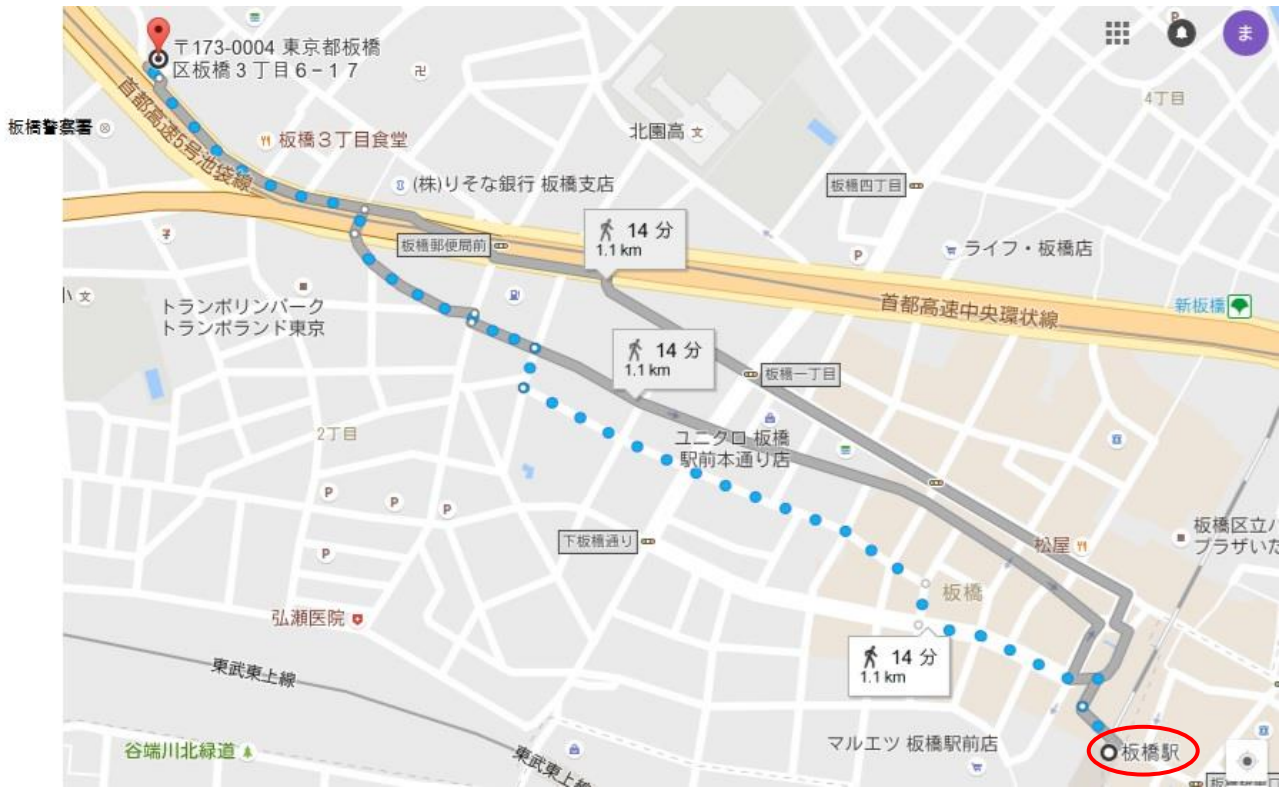 〒173-0004 東京都板橋
区板橋３丁目６−１７
ま
4丁目
首都高速5号池袋線
板橋警察署
板橋３丁目食堂
北園高
(株)りそな銀行 板橋支店
板橋四丁目
14 分
1.1 km
板橋郵便局前
ライフ・板橋店
トランポリンパーク
トランポランド東京
首都高速中央環状線
新板橋
14 分
1.1 km
板橋一丁目
2丁目
ユニクロ 板橋
駅前本通り店
P
P
P
P
P
P
下板橋通り
松屋
板橋区立ハ
プラザいた
板橋
弘瀬医院
14 分
1.1 km
東武東上線
谷端川北緑道
東武東上線
マルエツ 板橋駅前店
板橋駅